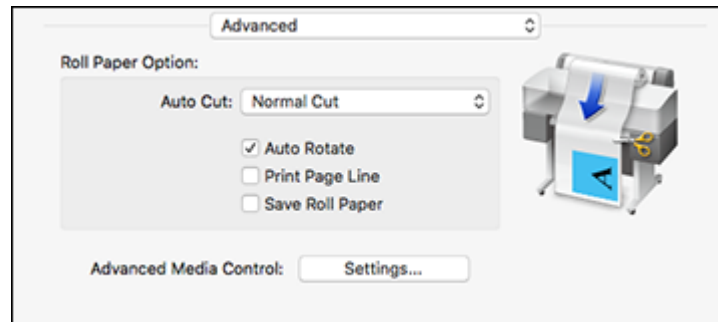 Advanced
Roll Paper Option:
Auto Cut: Normal Cut
Auto Rotate
Print Page Line
Save Roll Paper
A
Advanced Media Control: Settings...